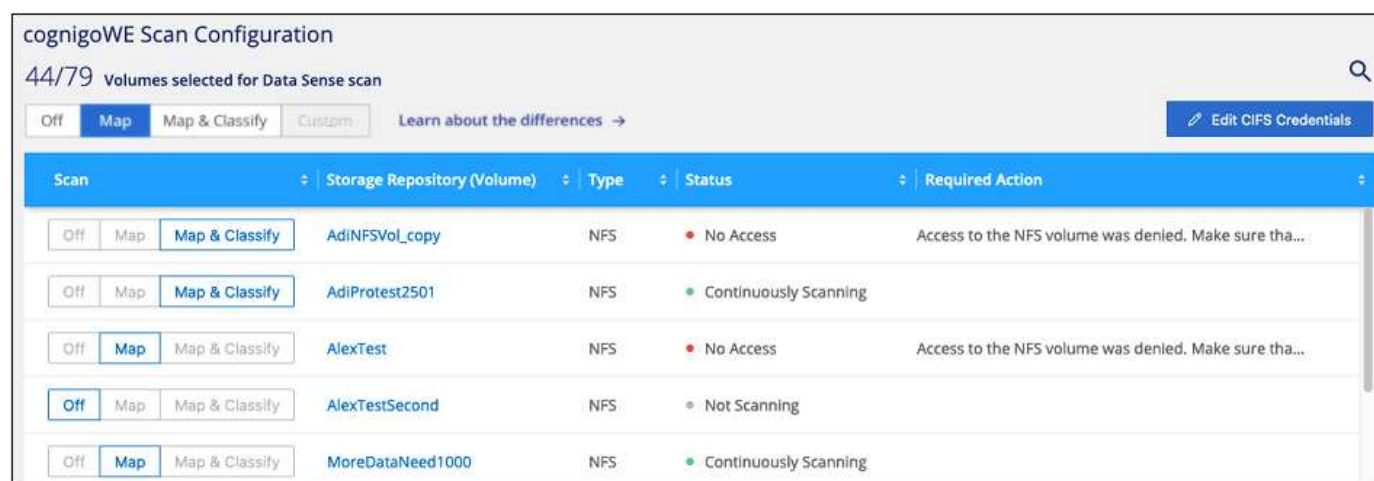 cognigoWE Scan Configuration
44/79 Volumes selected for Data Sense scan
Off Map Map & Classify Custom Learn about the differences → Edit CIFS Credentials
Scan Storage Repository (Volume) Type Status Required Action
Off Map Map & Classify AdiNFSVol_copy NFS No Access Access to the NFS volume was denied. Make sure tha...
Off Map Map & Classify AdiProtest2501 NFS Continuously Scanning
Off Map Map & Classify AlexTest NFS No Access Access to the NFS volume was denied. Make sure tha...
Off Map Map & Classify AlexTestSecond NFS Not Scanning
Off Map Map & Classify MoreDataNeed1000 NFS Continuously Scanning